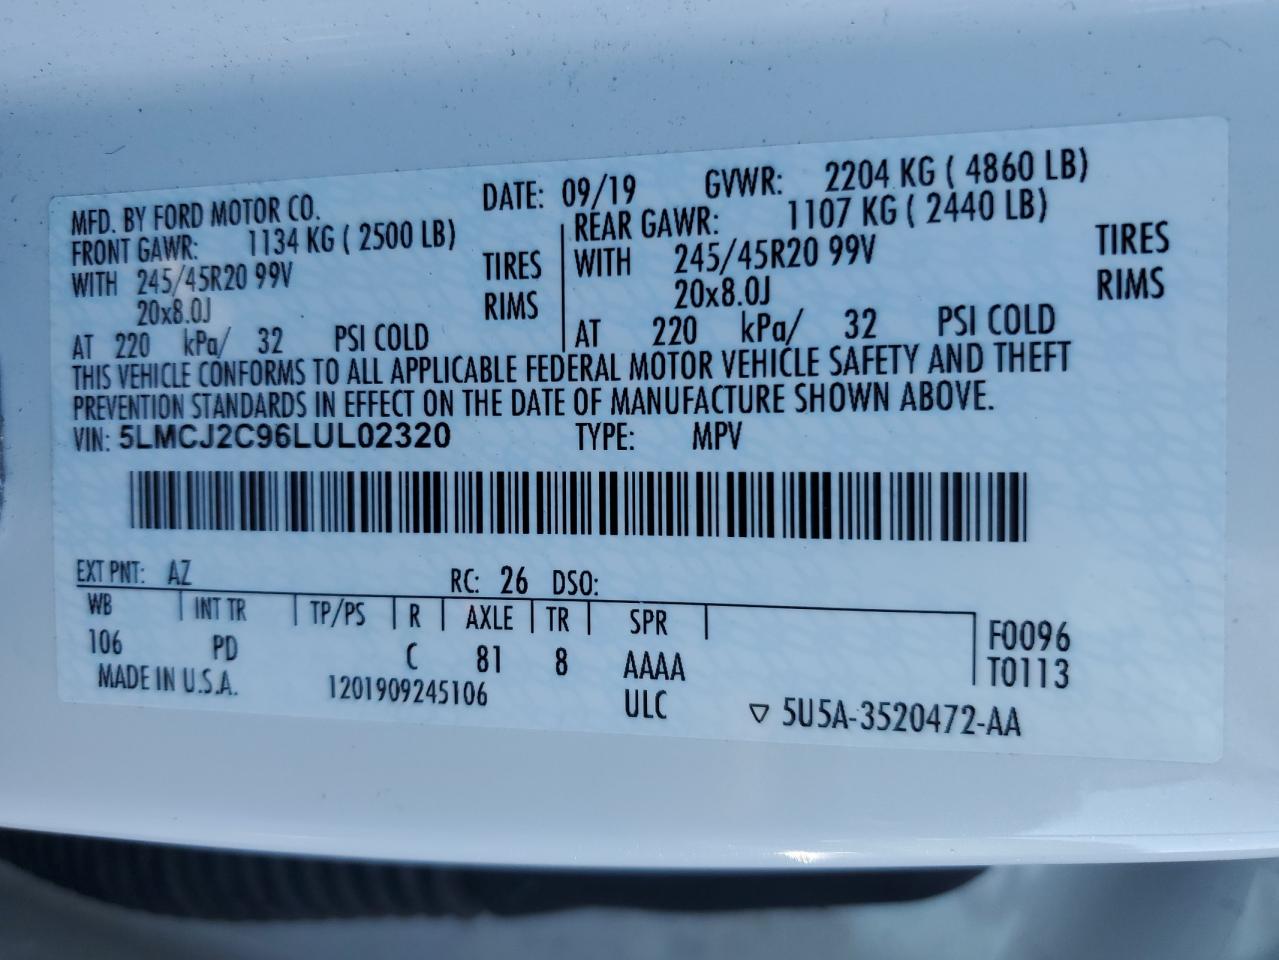 MFD. BY FORD MOTOR CO. DATE: 09/19 GVWR: 2204 KG ( 4860 LB)
FRONT GAWR: 1134 KG ( 2500 LB) REAR GAWR: 1107 KG ( 2440 LB)
WITH 245/45R20 99V TIRES WITH 245/45R20 99V TIRES
20x8.0J RIMS 20x8.0J RIMS
AT 220 kPa/ 32 PSI COLD AT 220 kPa/ 32 PSI COLD
THIS VEHICLE CONFORMS TO ALL APPLICABLE FEDERAL MOTOR VEHICLE SAFETY AND THEFT
PREVENTION STANDARDS IN EFFECT ON THE DATE OF MANUFACTURE SHOWN ABOVE.
VIN: 5LMCJ2C96LUL02320 TYPE: MPV
EXT PNT: AZ RC: 26 DSO:
WB INT TR TP/PS R AXLE TR SPR F0096
106 PD C 81 8 AAAA T0113
MADE IN U.S.A. 1201909245106 ULC ▽ 5U5A-3520472-AA